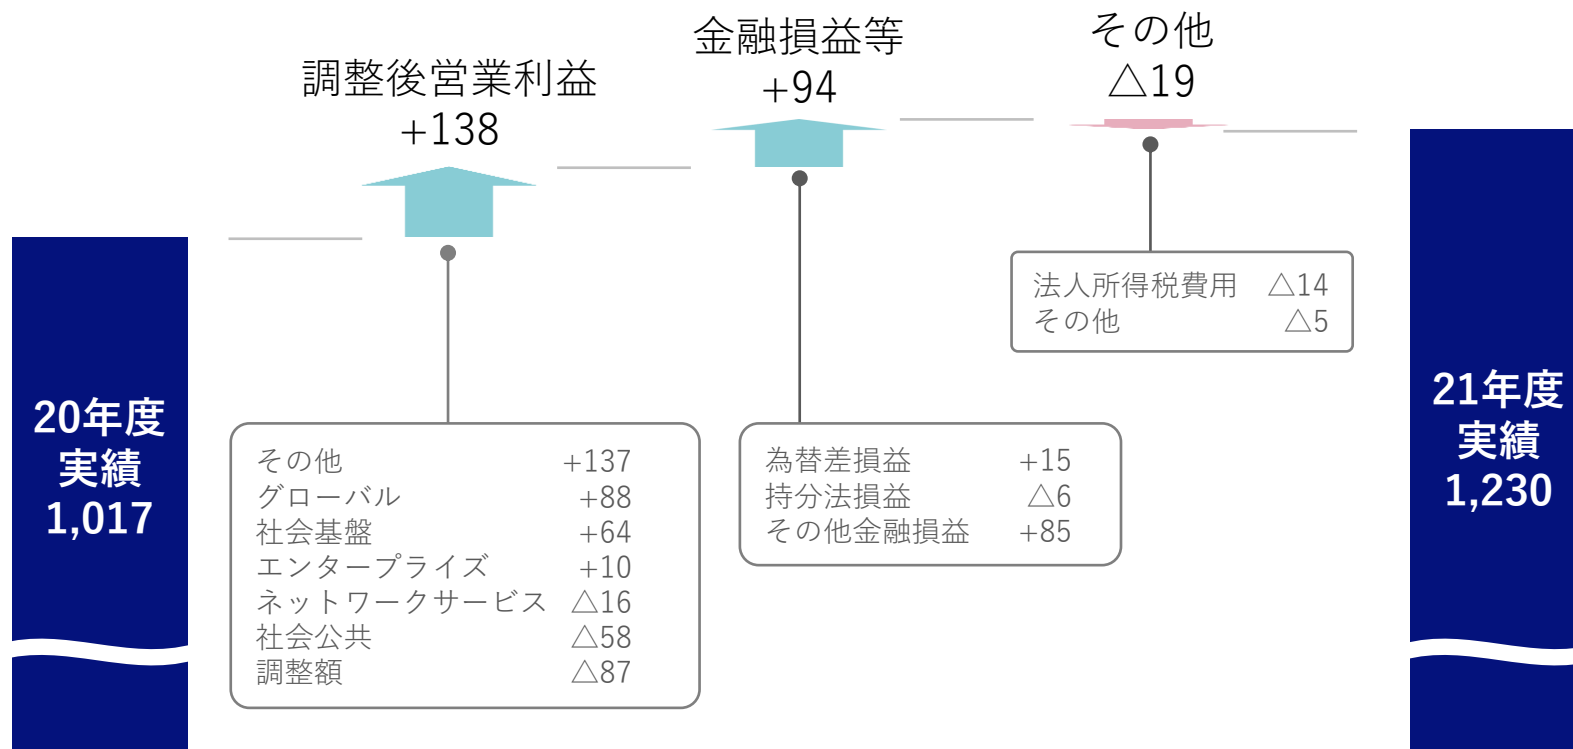 調整後営業利益
+138
金融損益等
+94
その他
△19
20年度
実績
1,017
その他 +137
グローバル +88
社会基盤 +64
エンタープライズ +10
ネットワークサービス △16
社会公共 △58
調整額 △87
為替差損益 +15
持分法損益 △6
その他金融損益 +85
法人所得税費用 △14
その他 △5
21年度
実績
1,230